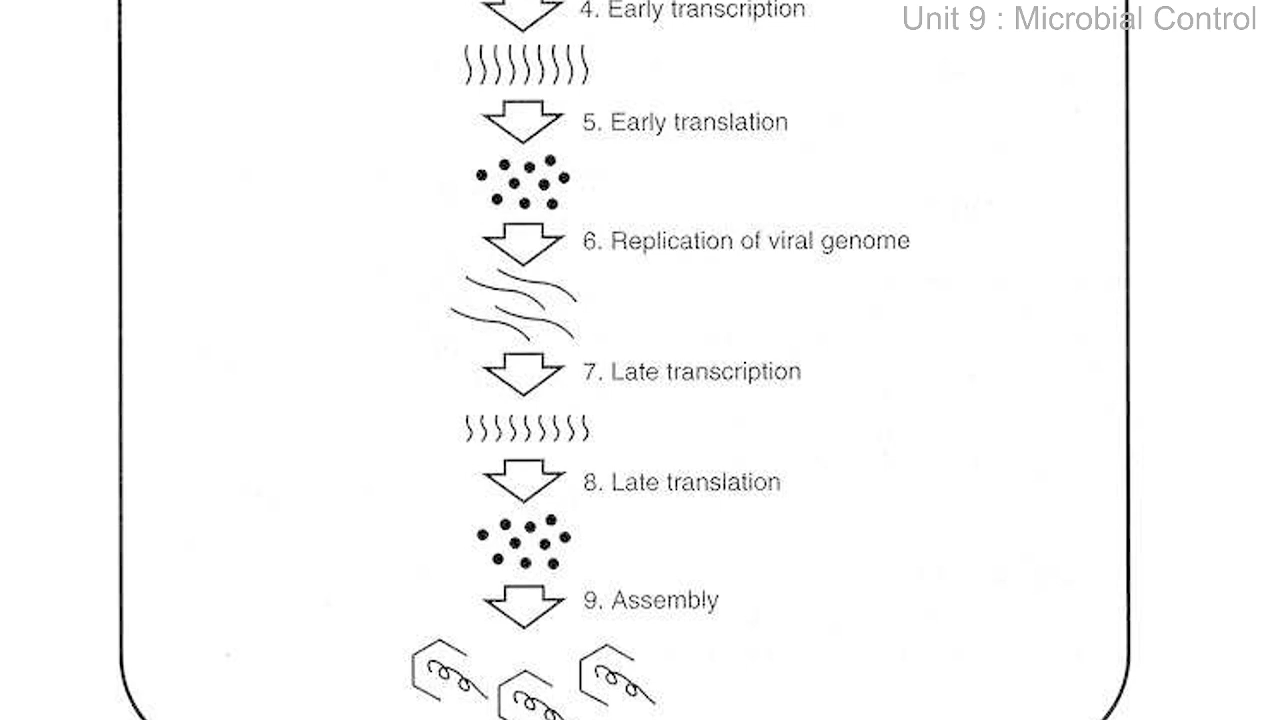 4. Early transcription
Unit 9 : Microbial Control
5. Early translation
6. Replication of viral genome
7. Late transcription
8. Late translation
9. Assembly